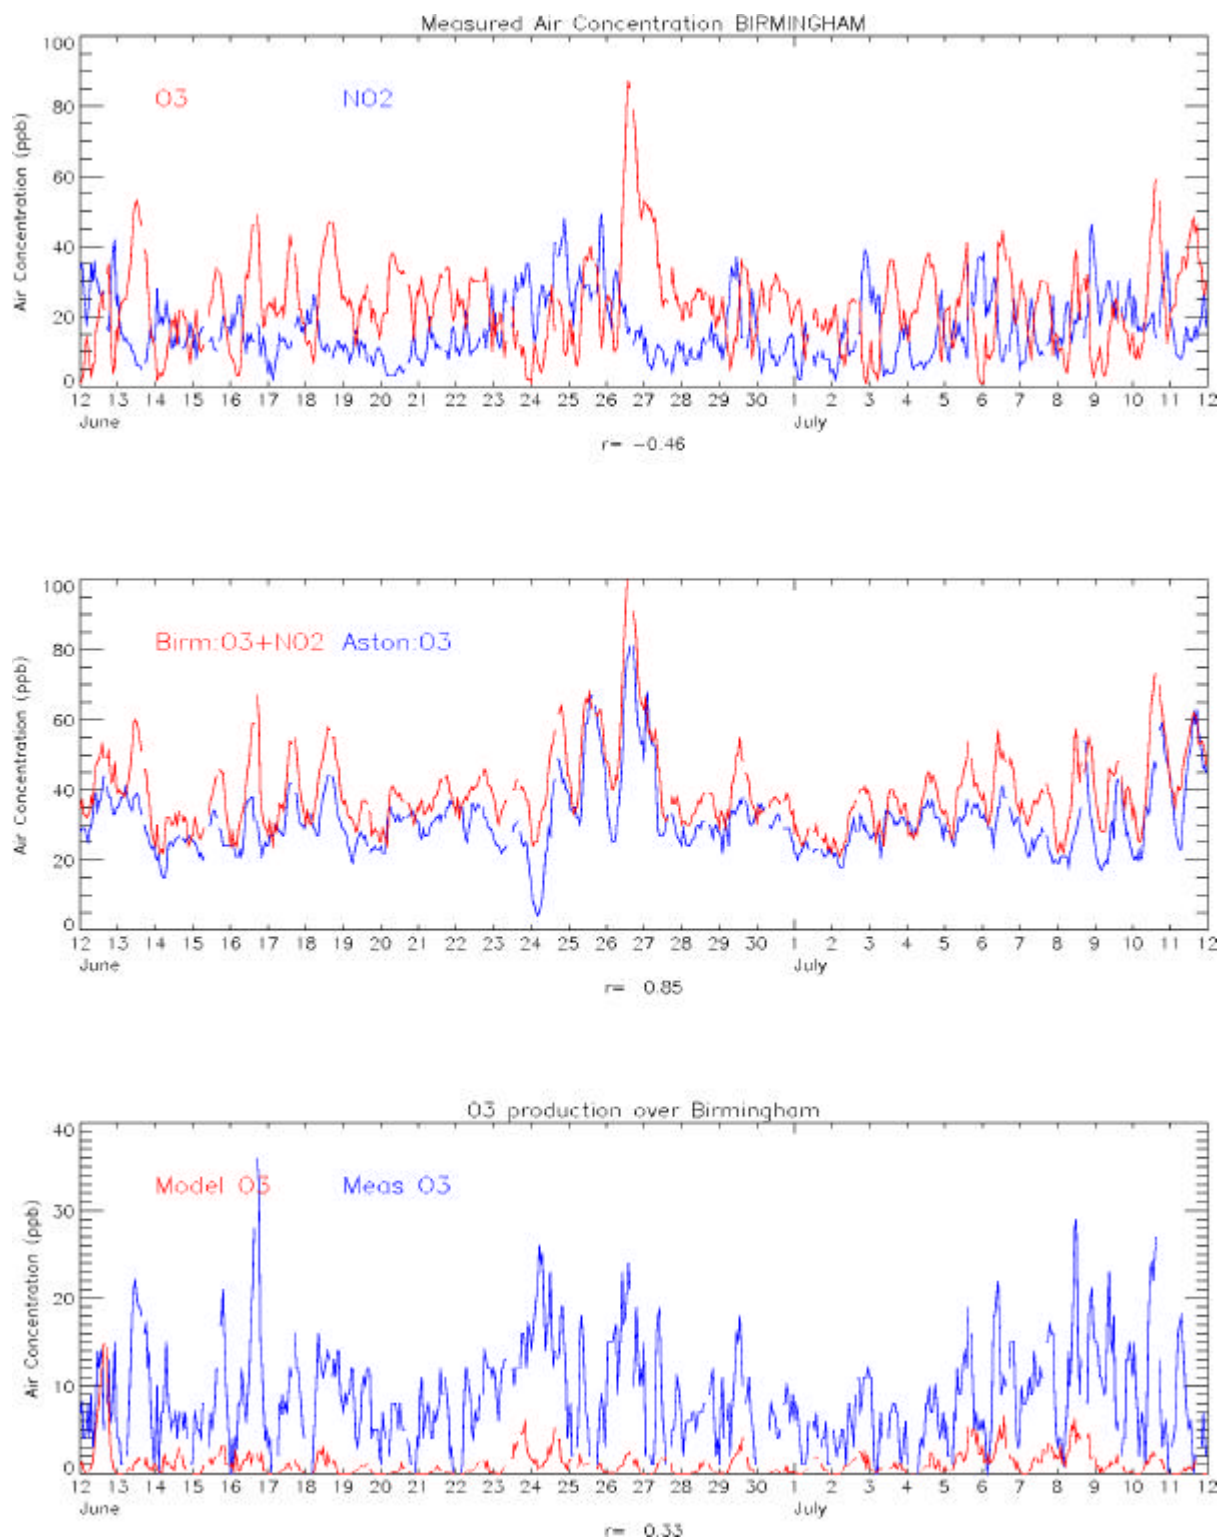 Measured Air Concentration BIRMINGHAM
100
80
60
40
20
0
Air Concentration (ppb)
O3 NO2
12 13 14 15 16 17 18 19 20 21 22 23 24 25 26 27 28 29 30 1 2 3 4 5 6 7 8 9 10 11 12
June July
r= -0.46
100
80
60
40
20
0
Air Concentration (ppb)
Birm:O3+NO2 Aston:O3
12 13 14 15 16 17 18 19 20 21 22 23 24 25 26 27 28 29 30 1 2 3 4 5 6 7 8 9 10 11 12
June July
r= 0.85
O3 production over Birmingham
40
30
20
10
0
Air Concentration (ppb)
Model O3 Meas O3
12 13 14 15 16 17 18 19 20 21 22 23 24 25 26 27 28 29 30 1 2 3 4 5 6 7 8 9 10 11 12
June July
r= 0.33